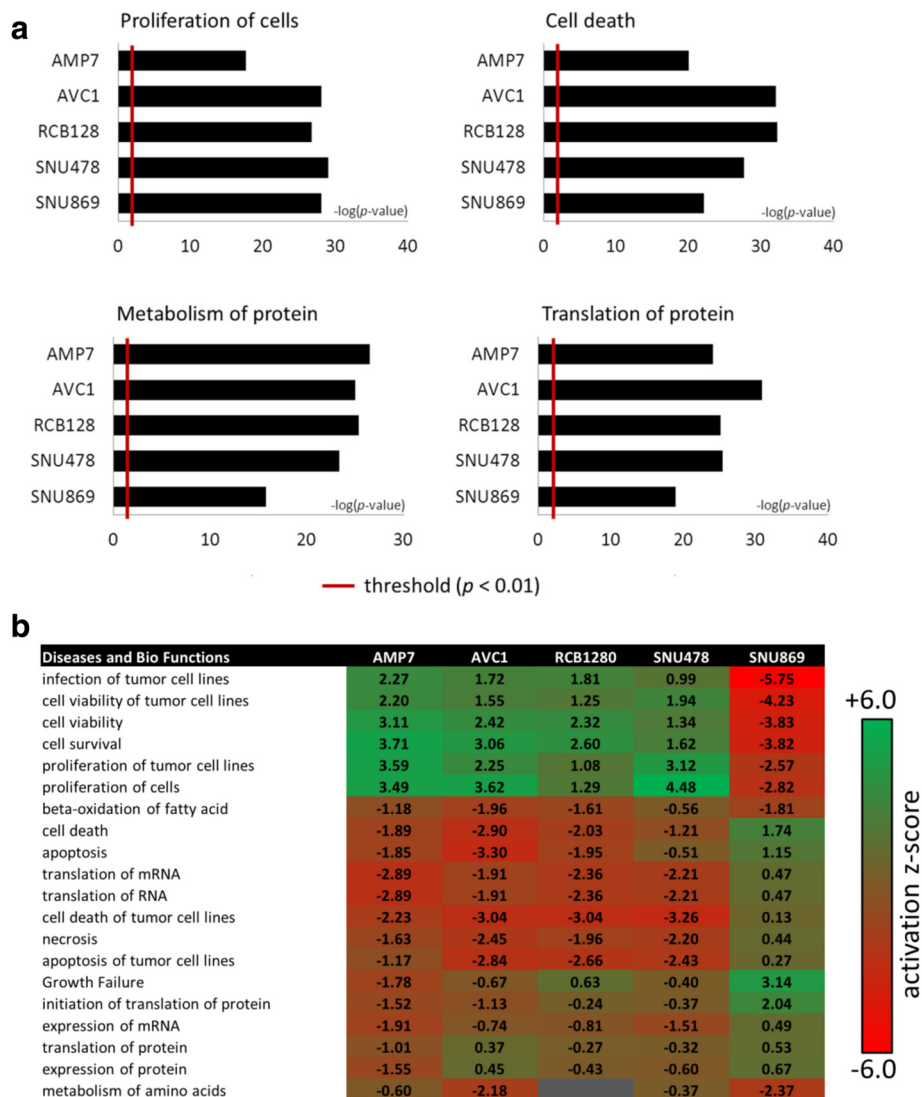 a
Proliferation of cells
AMP7
AVC1
RCB128
SNU478
SNU869
-log(p-value)
0 10 20 30 40
Cell death
AMP7
AVC1
RCB128
SNU478
SNU869
-log(p-value)
0 10 20 30 40
Metabolism of protein
AMP7
AVC1
RCB128
SNU478
SNU869
-log(p-value)
0 10 20 30
Translation of protein
AMP7
AVC1
RCB128
SNU478
SNU869
-log(p-value)
0 10 20 30 40
threshold (p < 0.01)
b
Diseases and Bio Functions AMP7 AVC1 RCB1280 SNU478 SNU869
infection of tumor cell lines 2.27 1.72 1.81 0.99 -5.75
cell viability of tumor cell lines 2.20 1.55 1.25 1.94 -4.23
cell viability 3.11 2.42 2.32 1.34 -3.83
cell survival 3.71 3.06 2.60 1.62 -3.82
proliferation of tumor cell lines 3.59 2.25 1.08 3.12 -2.57
proliferation of cells 3.49 3.62 1.29 4.48 -2.82
beta-oxidation of fatty acid -1.18 -1.96 -1.61 -0.56 -1.81
cell death -1.89 -2.90 -2.03 -1.21 1.74
apoptosis -1.85 -3.30 -1.95 -0.51 1.15
translation of mRNA -2.89 -1.91 -2.36 -2.21 0.47
translation of RNA -2.89 -1.91 -2.36 -2.21 0.47
cell death of tumor cell lines -2.23 -3.04 -3.04 -3.26 0.13
necrosis -1.63 -2.45 -1.96 -2.20 0.44
apoptosis of tumor cell lines -1.17 -2.84 -2.66 -2.43 0.27
Growth Failure -1.78 -0.67 0.63 -0.40 3.14
initiation of translation of protein -1.52 -1.13 -0.24 -0.37 2.04
expression of mRNA -1.91 -0.74 -0.81 -1.51 0.49
translation of protein -1.01 0.37 -0.27 -0.32 0.53
expression of protein -1.55 0.45 -0.43 -0.60 0.67
metabolism of amino acids -0.60 -2.18 -0.37 -2.37
+6.0
activation z-score
-6.0